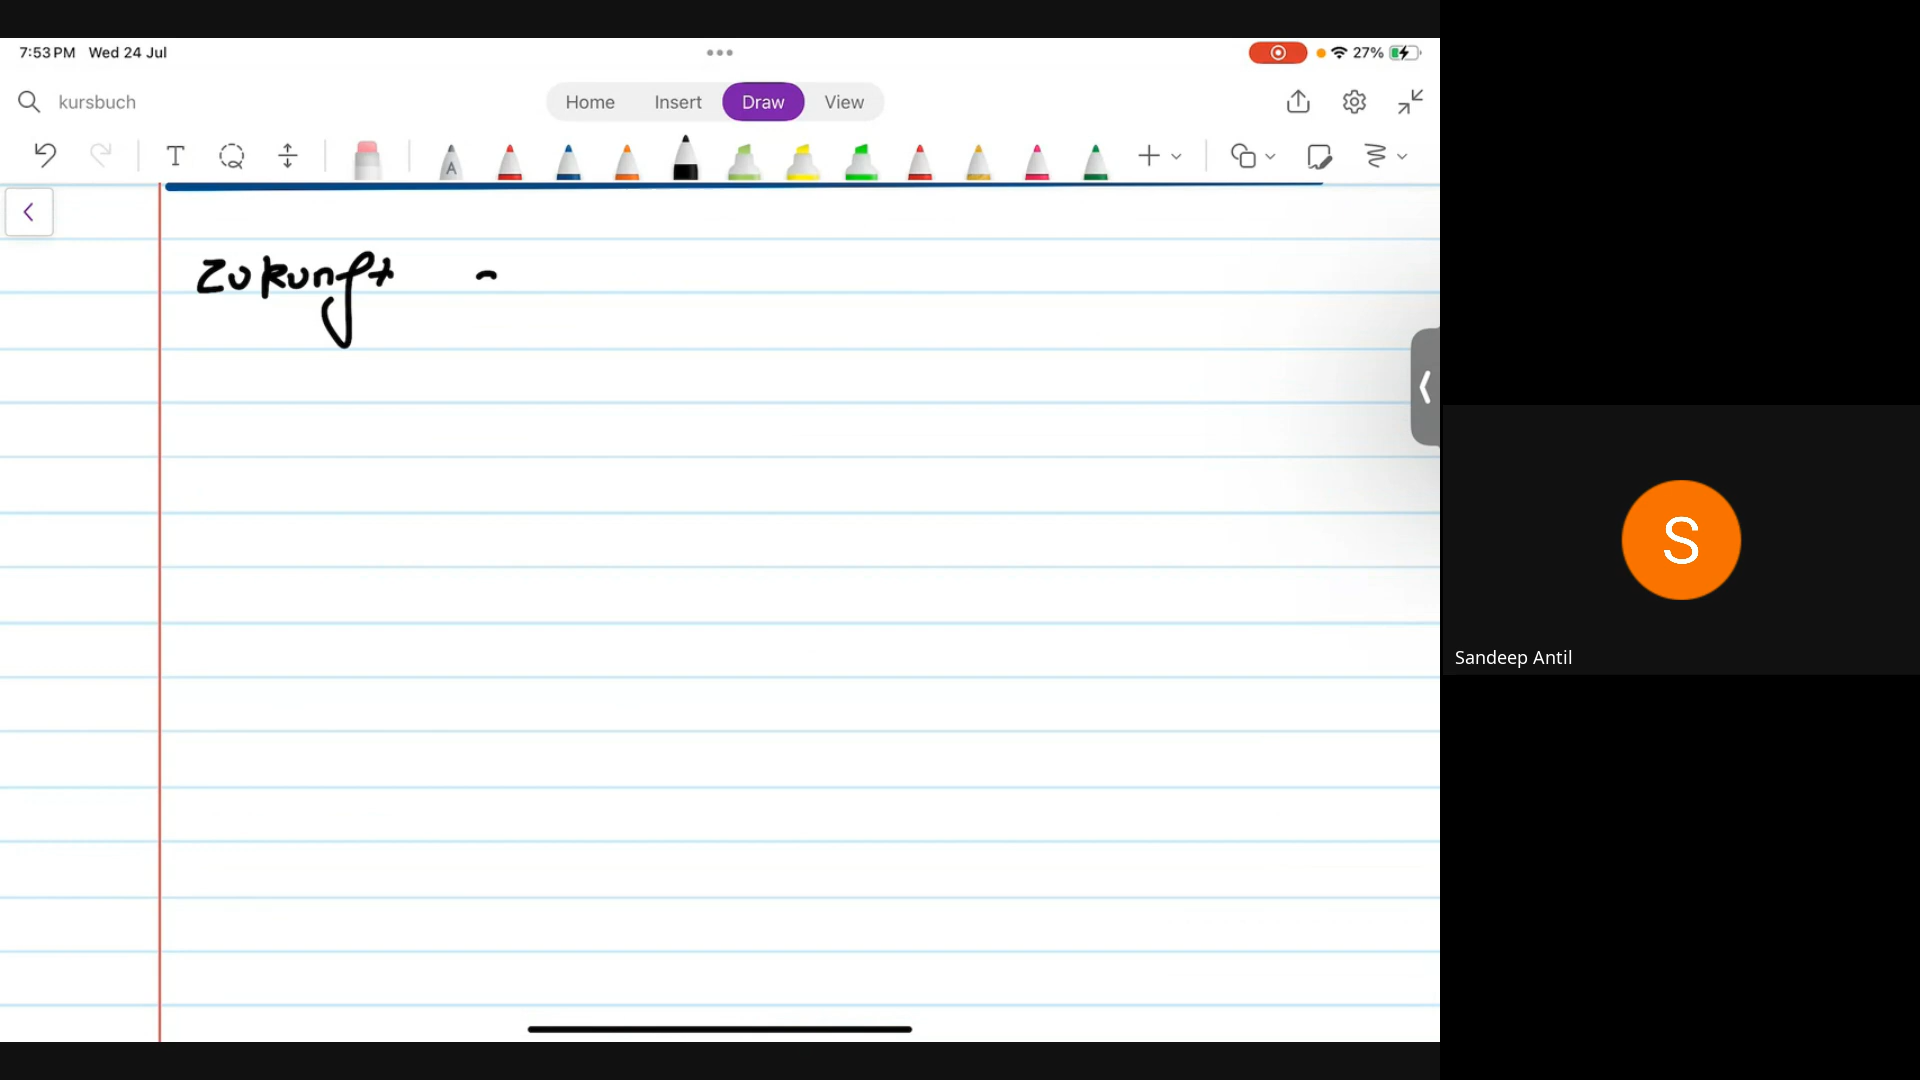 7:53 PM Wed 24 Jul
27%
kursbuch
Home Insert Draw View
T A
Zukunft -
S
Sandeep Antil